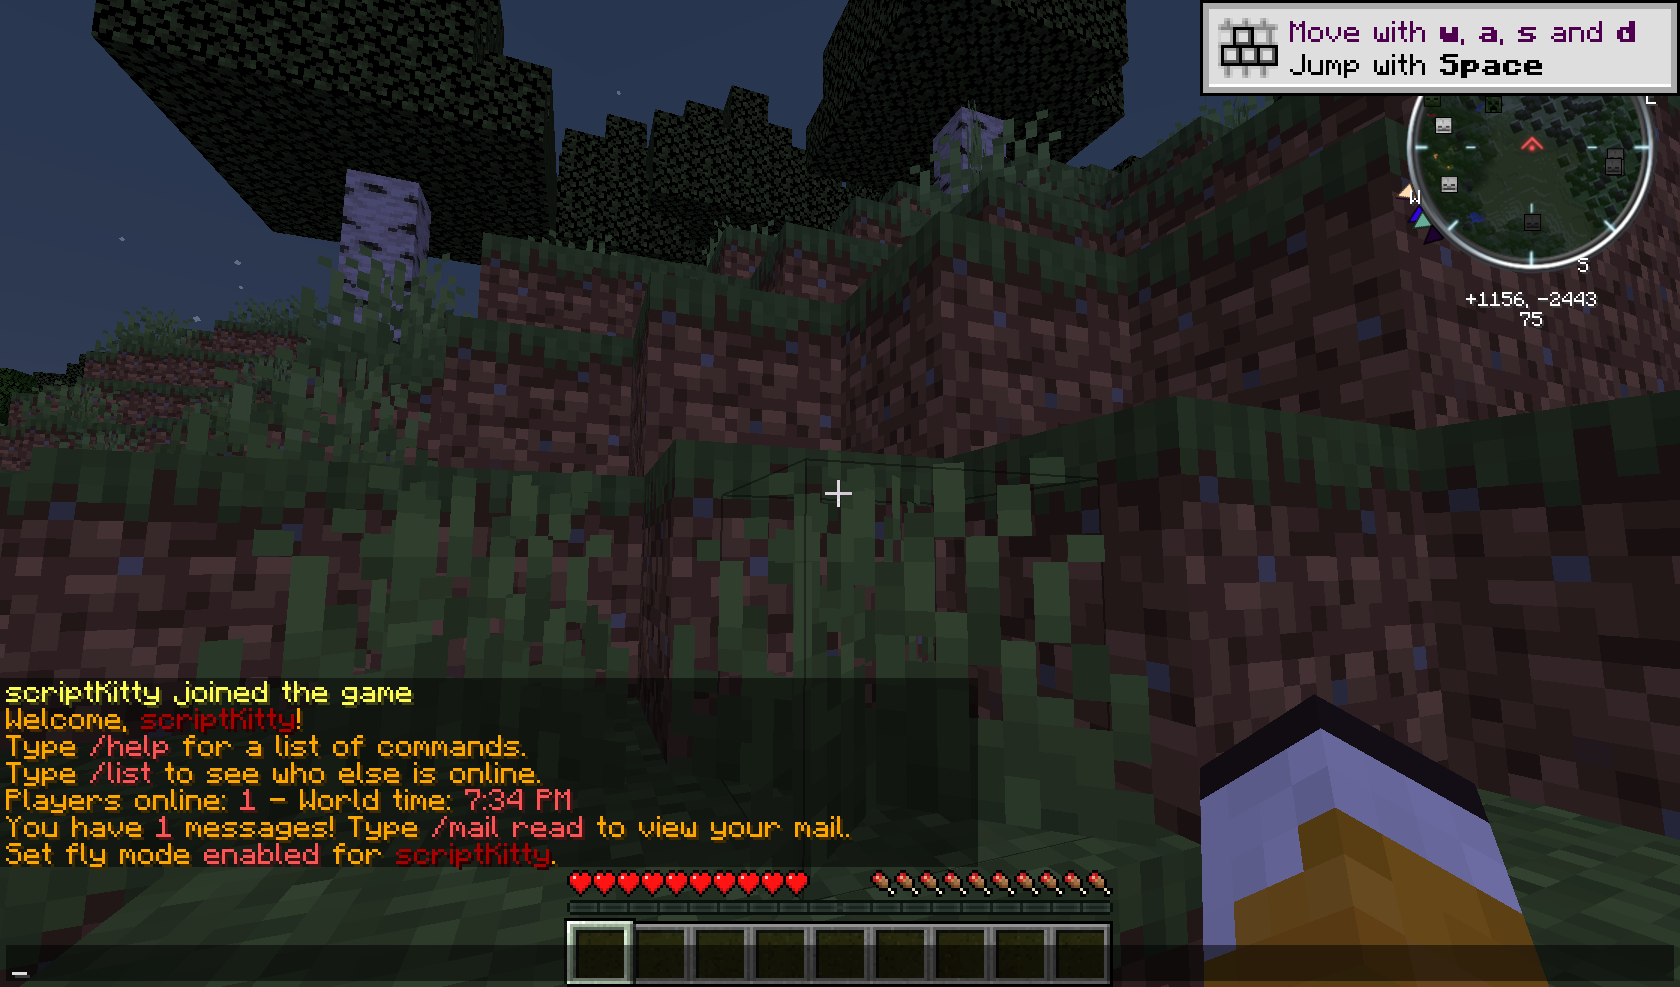 Move with w, a, s and d
Jump with Space
W
S
+1156, -2443
75
scriptKitty joined the game
Welcome, scriptKitty!
Type /help for a list of commands.
Type /list to see who else is online.
Players online: 1 - World time: 7:34 PM
You have 1 messages! Type /mail read to view your mail.
Set fly mode enabled for scriptKitty.
_